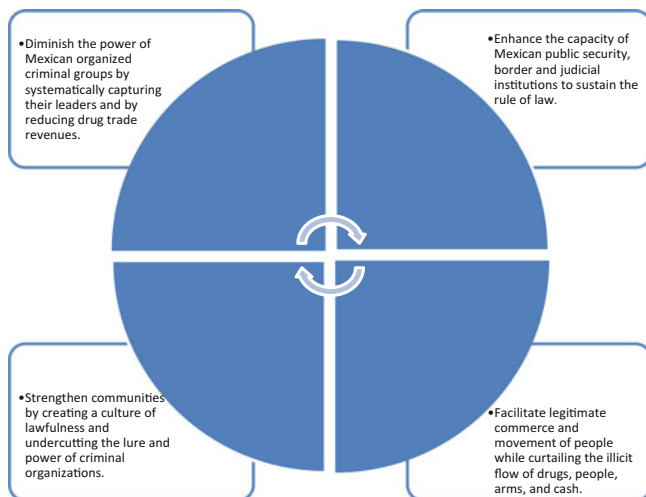 •Diminish the power of
Mexican organized
criminal groups by
systematically capturing
their leaders and by
reducing drug trade
revenues.
•Enhance the capacity of
Mexican public security,
border and judicial
institutions to sustain the
rule of law.
•Strengthen communities
by creating a culture of
lawfulness and
undercutting the lure and
power of criminal
organizations.
•Facilitate legitimate
commerce and
movement of people
while curtailing the illicit
flow of drugs, people,
arms, and cash.